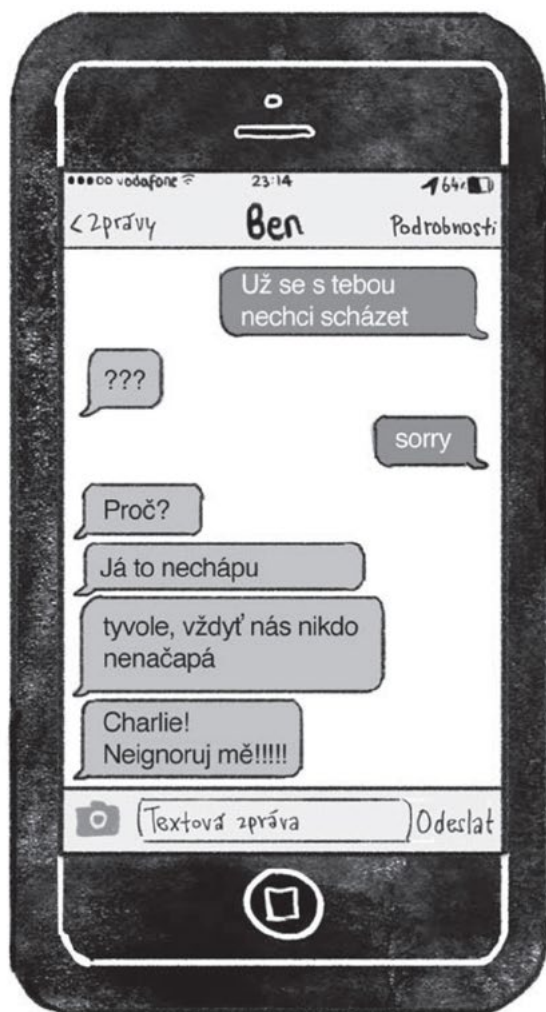 vodafone 23:14 64%
<Zprávy Ben Podrobnosti
Už se s tebou
nechci scházet
???
sorry
Proč?
Já to nechápu
tyvole, vždyť nás nikdo
nenačapá
Charlie!
Neignoruj mě!!!!!
Textová zpráva Odeslat